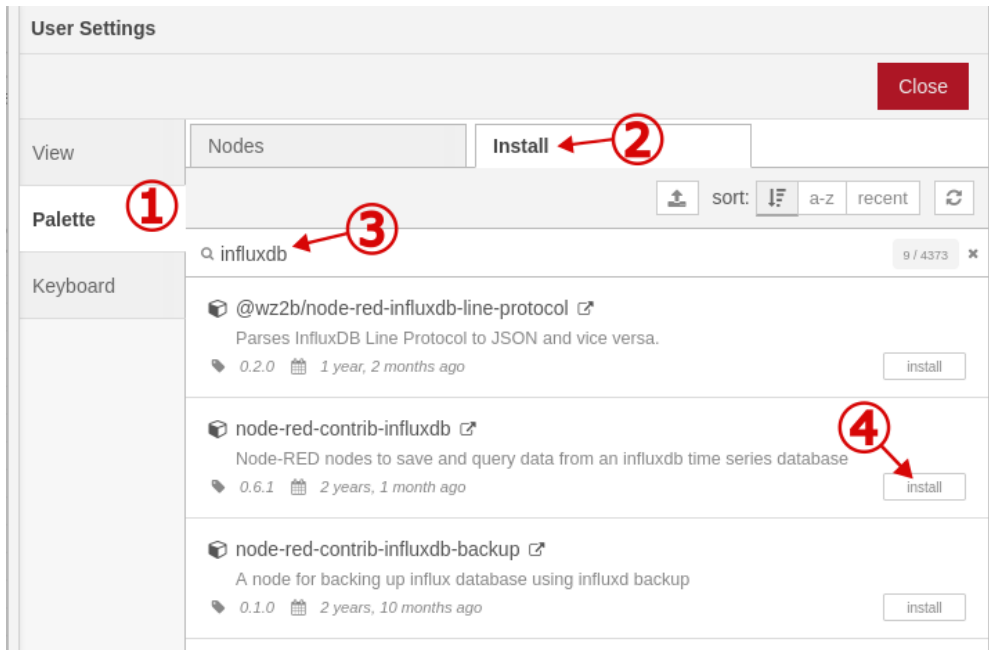 User Settings
Close
View
Nodes
Install
②
Palette
①
sort: a-z recent
③
influxdb
9 / 4373
Keyboard
@wz2b/node-red-influxdb-line-protocol
Parses InfluxDB Line Protocol to JSON and vice versa.
0.2.0 1 year, 2 months ago
install
node-red-contrib-influxdb
④
Node-RED nodes to save and query data from an influxdb time series database
0.6.1 2 years, 1 month ago
install
node-red-contrib-influxdb-backup
A node for backing up influx database using influxd backup
0.1.0 2 years, 10 months ago
install